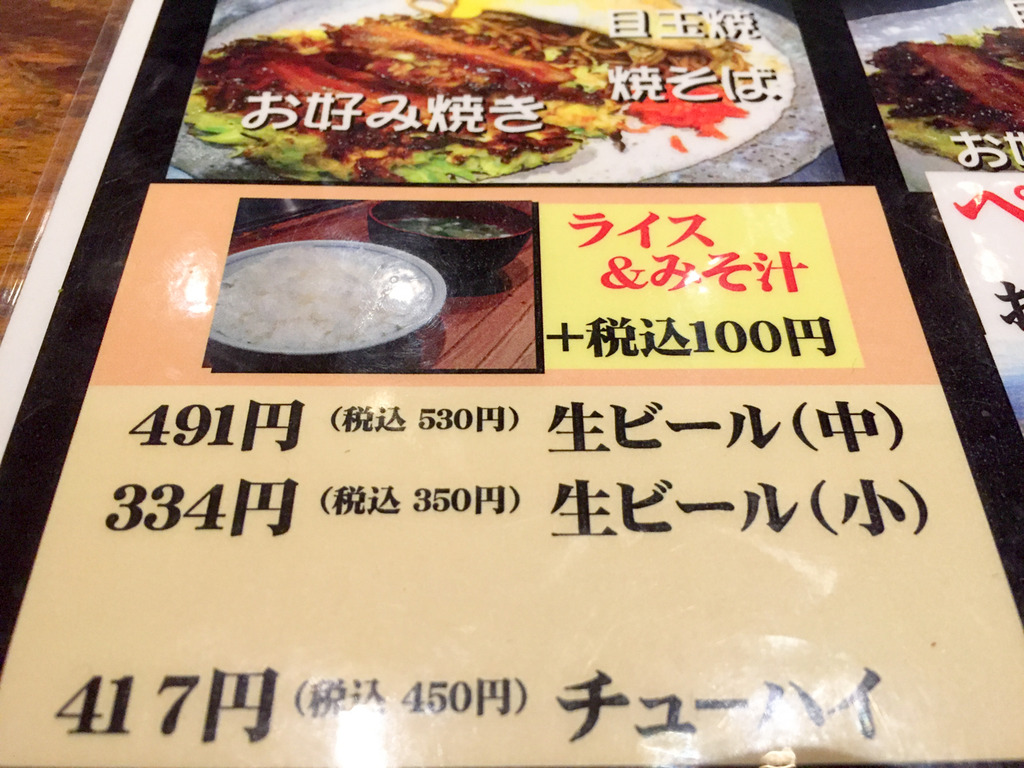 目玉焼
焼そば
お好み焼き
ライス
&みそ汁
+税込100円
491円 (税込 530円) 生ビール(中)
334円 (税込 350円) 生ビール(小)
417円 (税込 450円) チューハイ